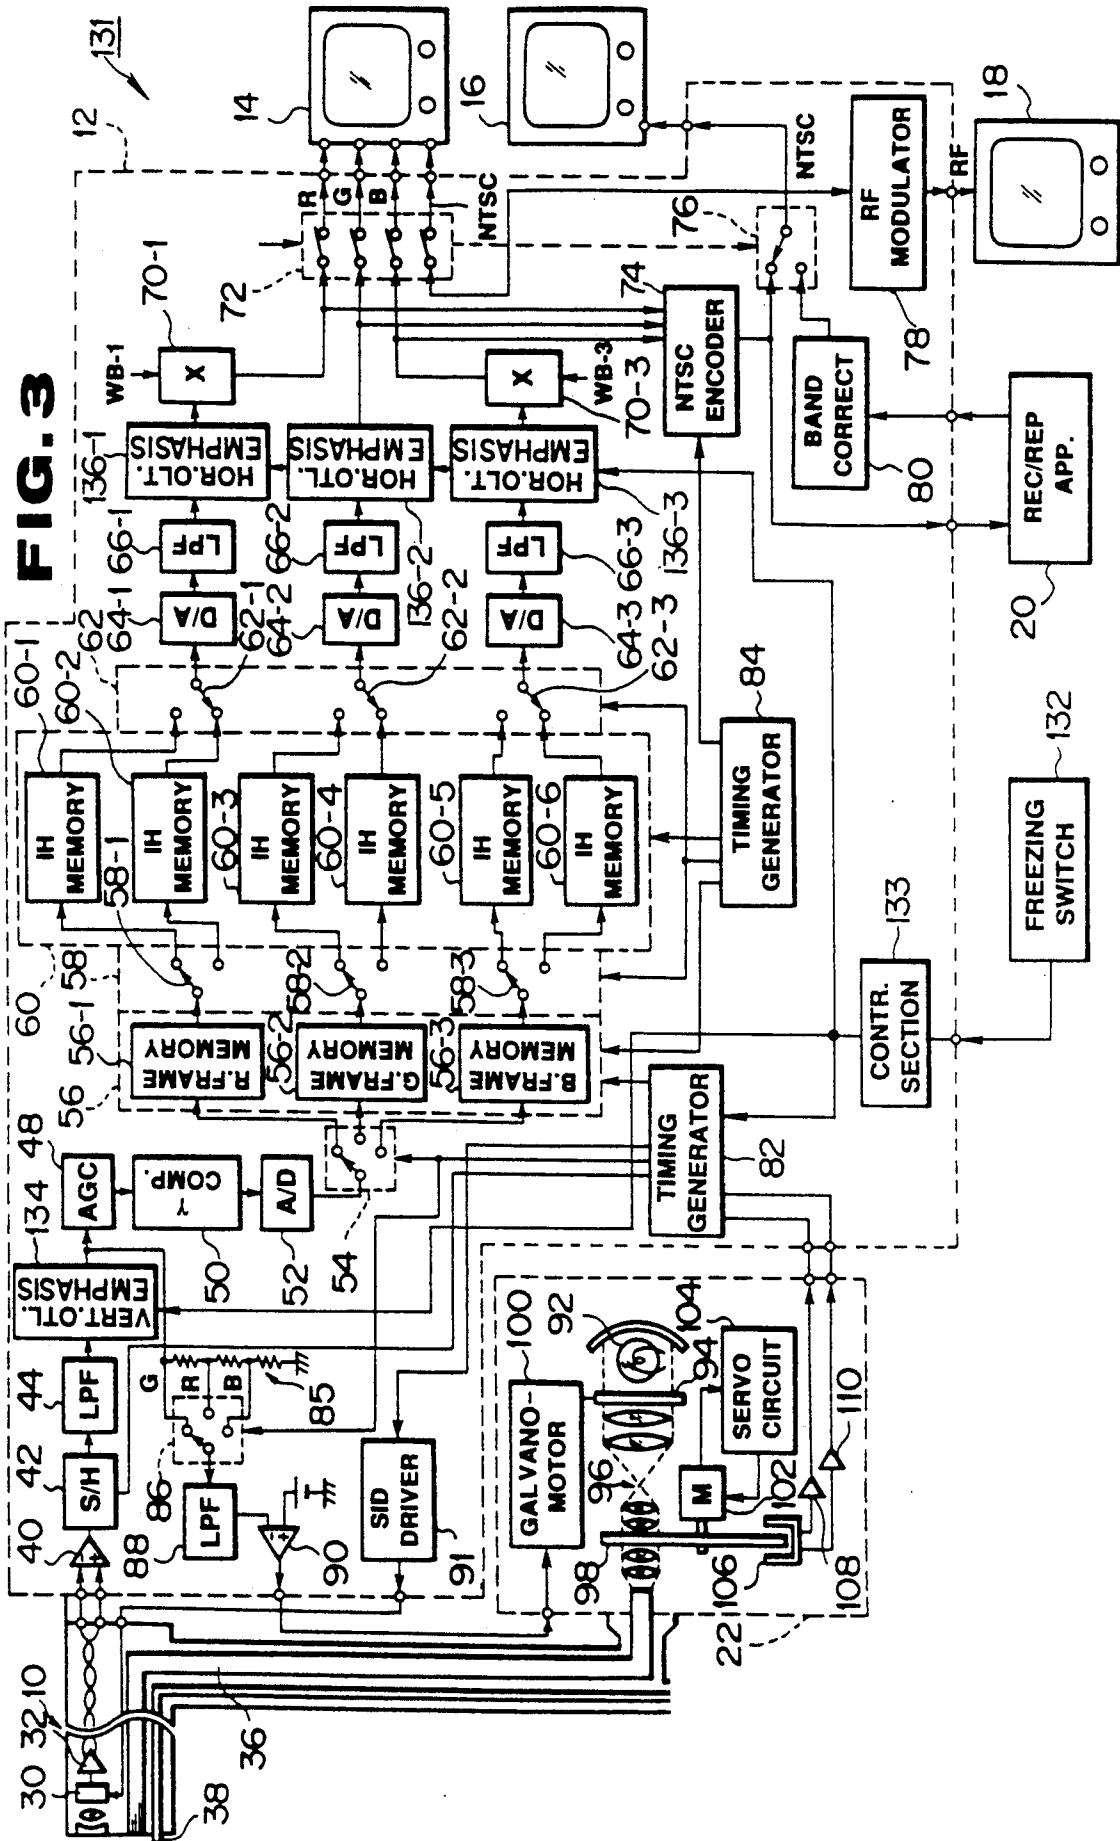 FIG. 3
131
12
14
16
18
R
G
B
NTSC
NTSC
RF
72
76
74
70-1
WB-1
X
WB-3
X
70-3
NTSC
ENCODER
RF
MODULATOR
78
BAND
CORRECT
80
REC/REP
APP.
20
136-1
HOR.OLT.
EMPHASIS
HOR.OTL.
EMPHASIS
136-2
HOR.OLT.
EMPHASIS
136-3
66-1
LPF
66-2
LPF
LPF
66-3
64-1
D/A
64-2
D/A
D/A
64-3
62
62-1
62-2
62-3
60-1
IH
MEMORY
60-2
IH
MEMORY
60-3
IH
MEMORY
60-4
IH
MEMORY
60-5
IH
MEMORY
60-6
IH
MEMORY
60
58
58-1
58-2
58-3
84
TIMING
GENERATOR
132
FREEZING
SWITCH
133
CONTR.
SECTION
56
56-1
R.FRAME
MEMORY
56-2
G.FRAME
MEMORY
56-3
B.FRAME
MEMORY
TIMING
GENERATOR
82
48
AGC
γ
COMP.
50
A/D
52
54
134
VERT.OTL.
EMPHASIS
44
LPF
42
S/H
40
G
R
B
85
86
LPF
88
90
SID
DRIVER
91
100
GALVANO-
MOTOR
92
94
96
98
104
SERVO
CIRCUIT
M
102
106
108
110
22
10
32
30
36
38